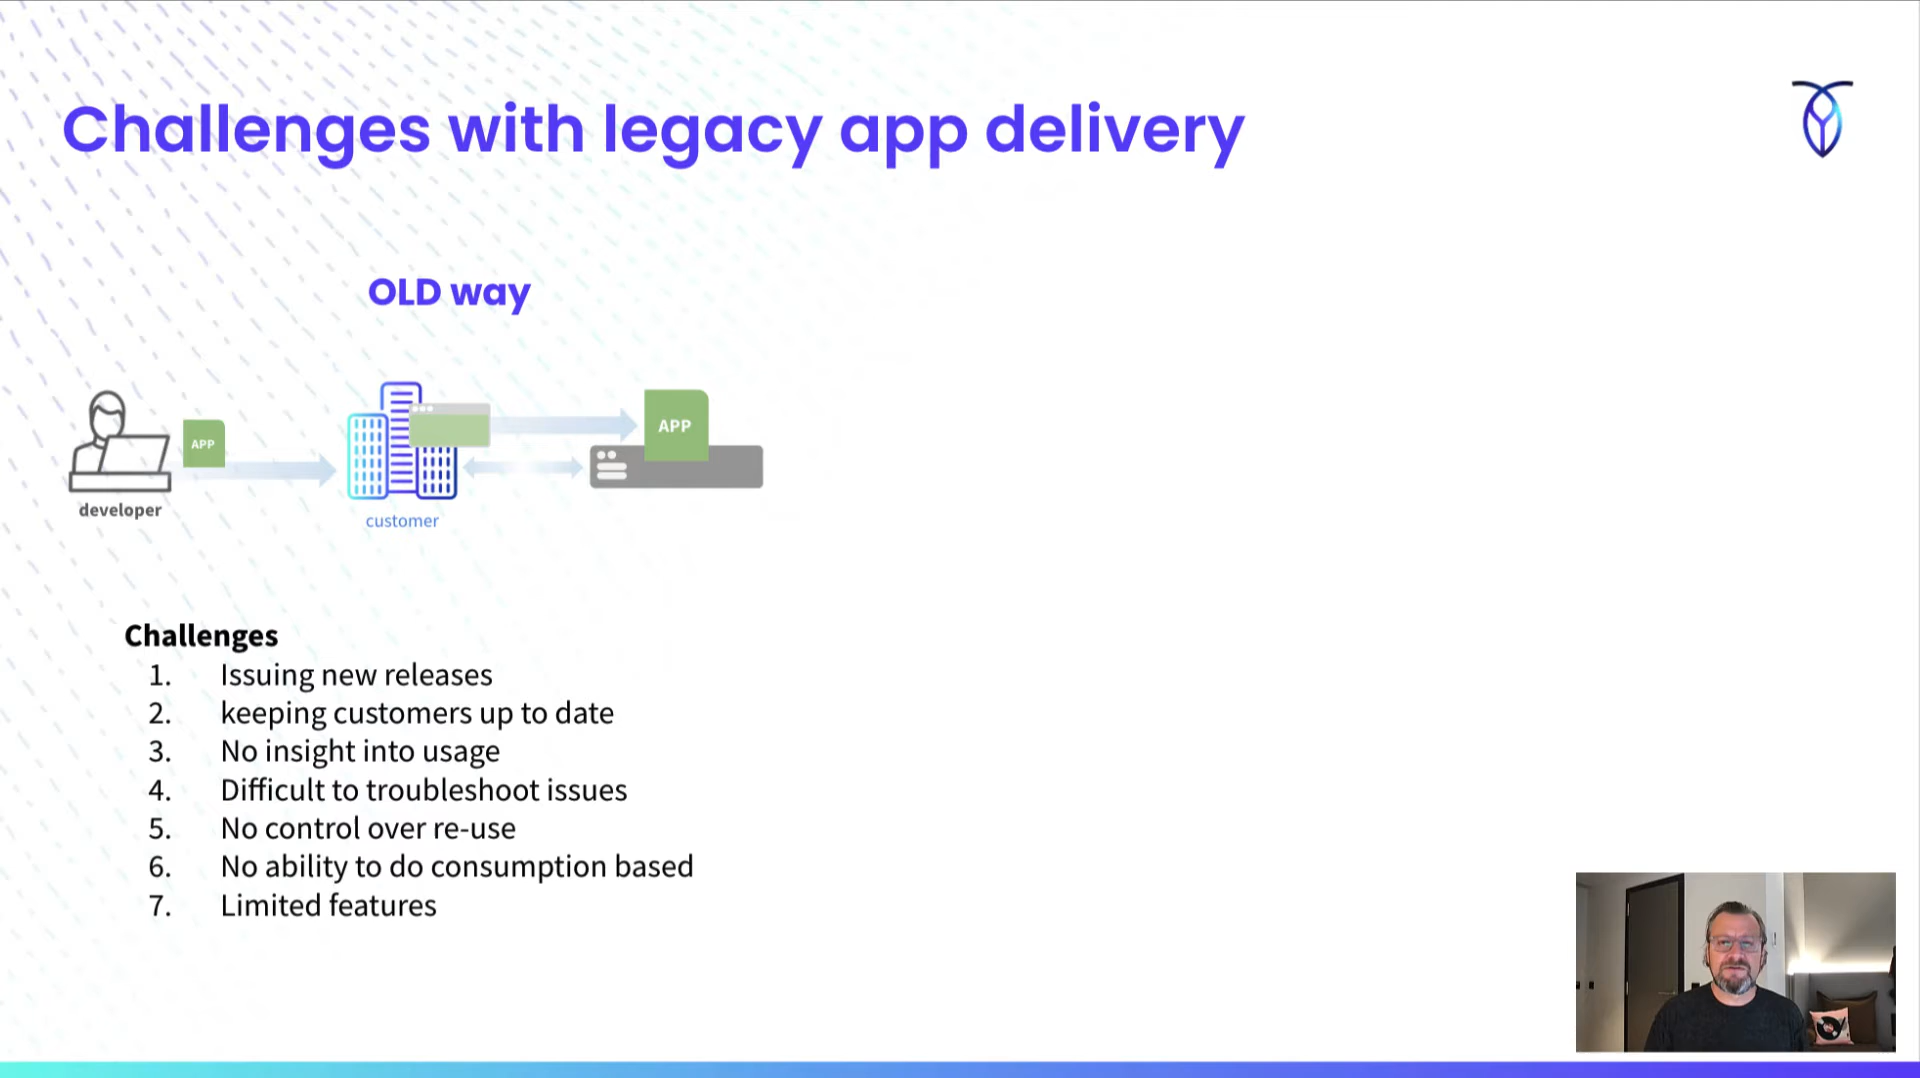 Challenges with legacy app delivery
OLD way
APP
APP
developer
customer
Challenges
1. Issuing new releases
2. keeping customers up to date
3. No insight into usage
4. Difficult to troubleshoot issues
5. No control over re-use
6. No ability to do consumption based
7. Limited features